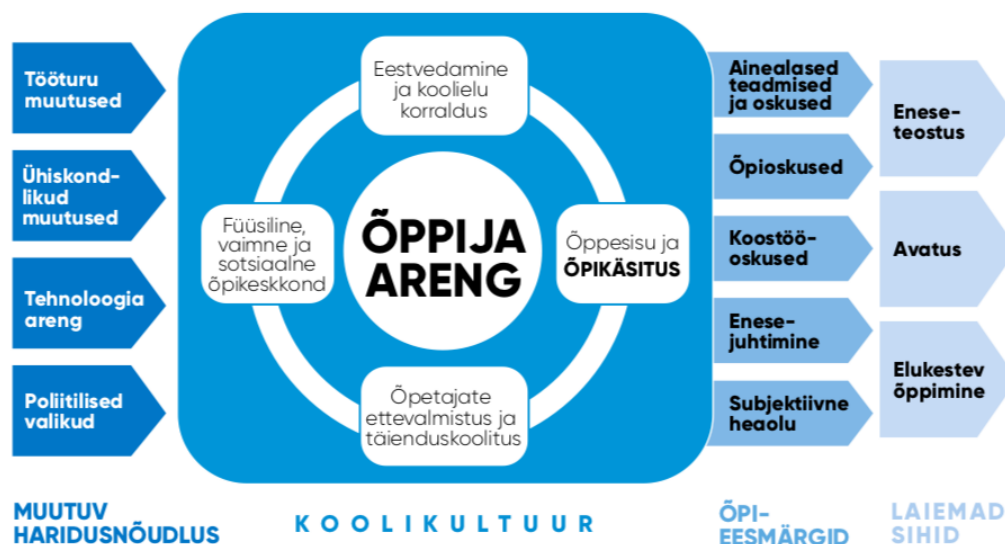 Tööturu
muutused
Ühiskond-
likud
muutused
Tehnoloogia
areng
Poliitilised
valikud
MUUTUV
HARIDUSNÕUDLUS
Eestvedamine
ja koolielu
korraldus
Füüsiline,
vaimne ja
sotsiaalne
õpikeskkond
ÕPPIJA
ARENG
Õppesisu ja
ÕPIKÄSITUS
Õpetajate
ettevalmistus ja
täienduskoolitus
KOOLIKULTUUR
Ainealased
teadmised
ja oskused
Õpioskused
Koostöö-
oskused
Enese-
juhtimine
Subjektiivne
heaolu
ÕPI-
EESMÄRGID
Enese-
teostus
Avatus
Elukestev
õppimine
LAIEMAD
SIHID